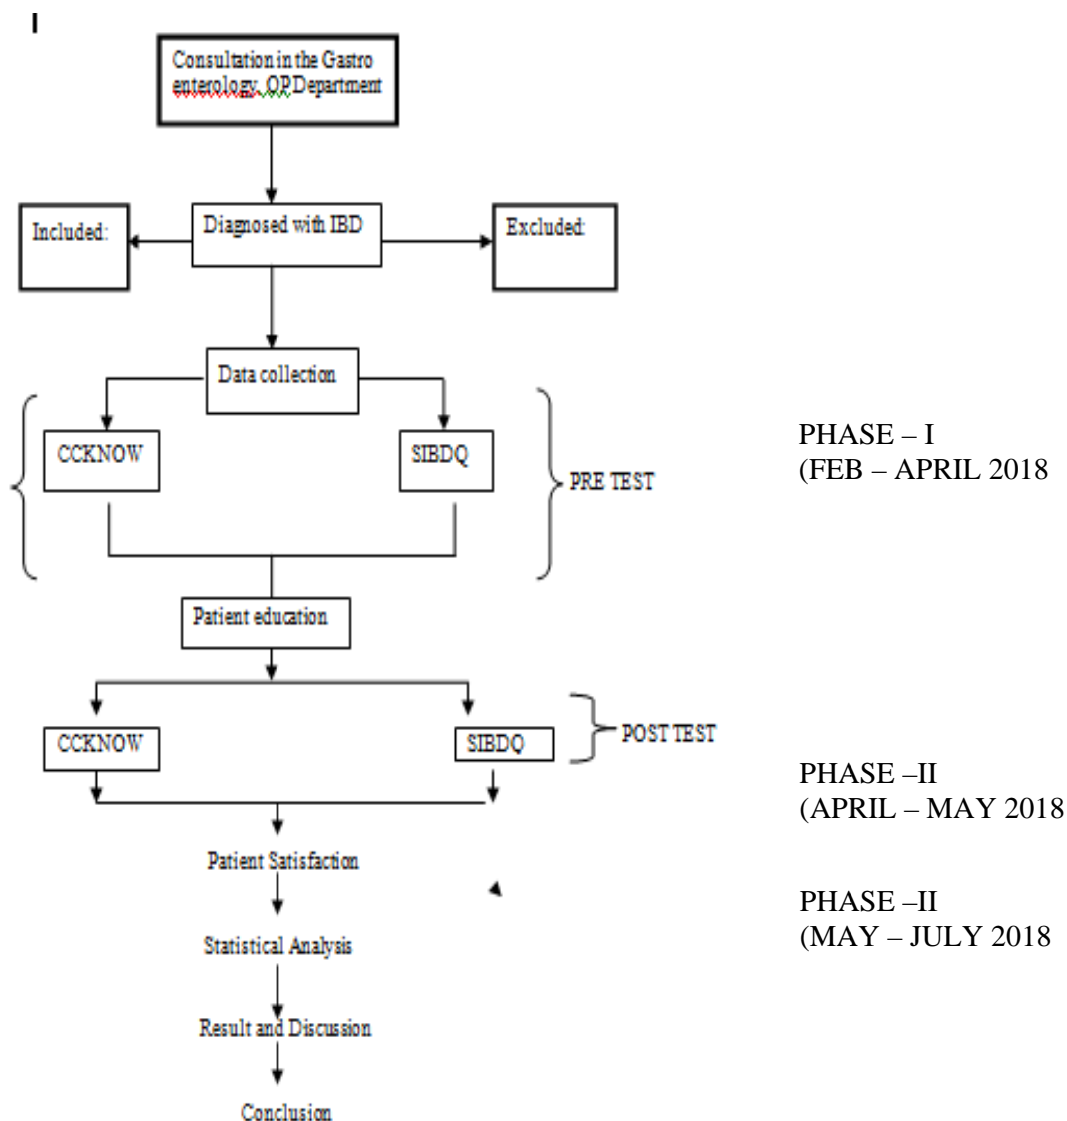 I
Consultation in the Gastro
enterology, OP Department
Included:
Diagnosed with IBD
Excluded:
Data collection
CCKNOW
SIBDQ
PRE TEST
PHASE – I
(FEB – APRIL 2018
Patient education
CCKNOW
SIBDQ
POST TEST
PHASE –II
(APRIL – MAY 2018
Patient Satisfaction
PHASE –II
(MAY – JULY 2018
Statistical Analysis
Result and Discussion
Conclusion